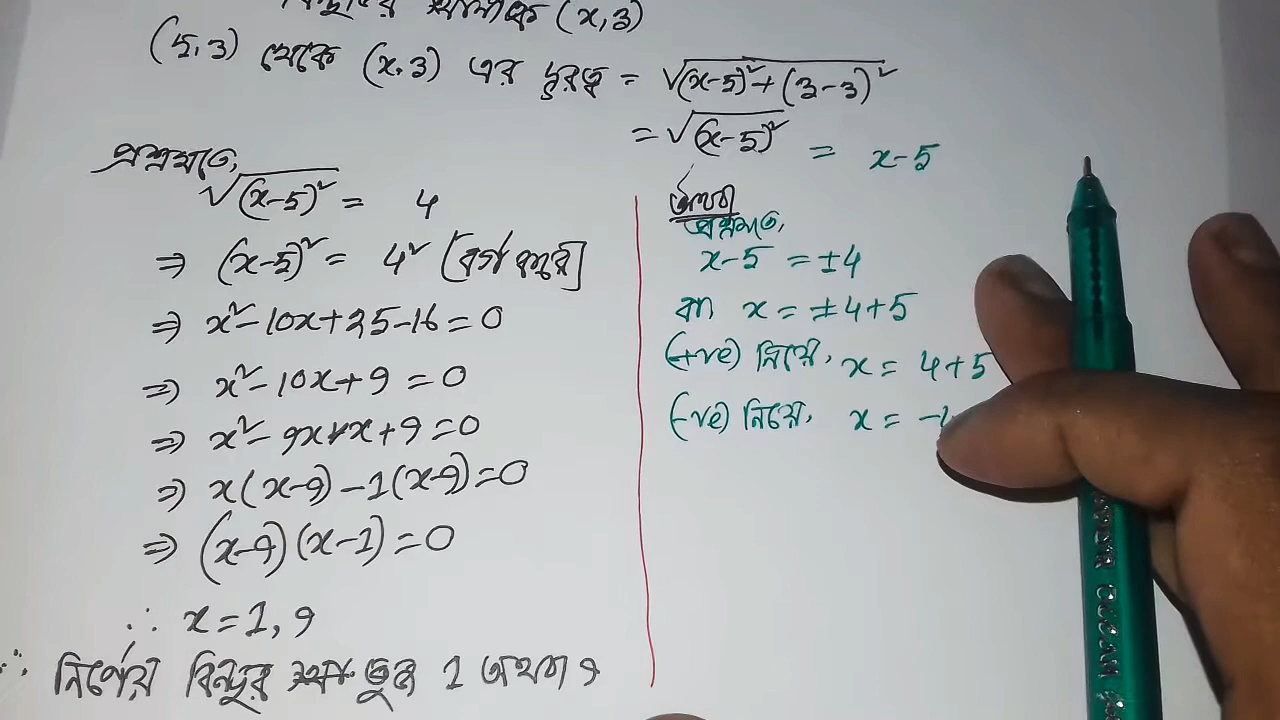 (x,3)
(5,3) থেকে (x,3) এর দুরত্ব = √(x-5)²+(3-3)²
= √(x-5)² = x-5
প্রশ্নমতে,
√(x-5)² = 4
⇒ (x-5)² = 4² [বর্গ করে]
⇒ x²-10x+25-16=0
⇒ x²-10x+9=0
⇒ x²-9x-x+9=0
⇒ x(x-9)-1(x-9)=0
⇒ (x-9)(x-1)=0
∴ x=1,9
∴ নির্ণেয় বিন্দুর ভুজ 1 অথবা 9
অথবা
প্রশ্নমতে,
x-5 = ±4
বা x = ±4+5
(+ve) নিয়ে, x = 4+5
(-ve) নিয়ে, x =